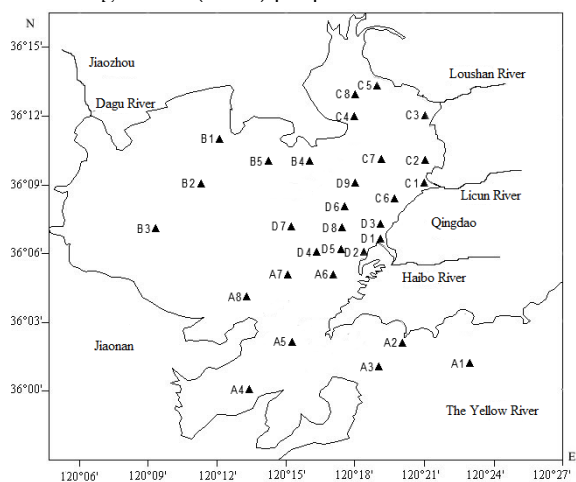 N
36°15'
Jiaozhou
Loushan River
C5
C8
Dagu River
36°12'
C4
C3
B1
B5
B4
C7
C2
36°09'
B2
D9
C1
C6
Licun River
D6
Qingdao
B3
D7
D8
D3
D1
36°06'
D4
D5
D2
A7
A6
Haibo River
A8
36°03'
Jiaonan
A5
A2
A3
A1
36°00'
A4
The Yellow River
E
120°06'
120°09'
120°12'
120°15'
120°18'
120°21'
120°24'
120°27'